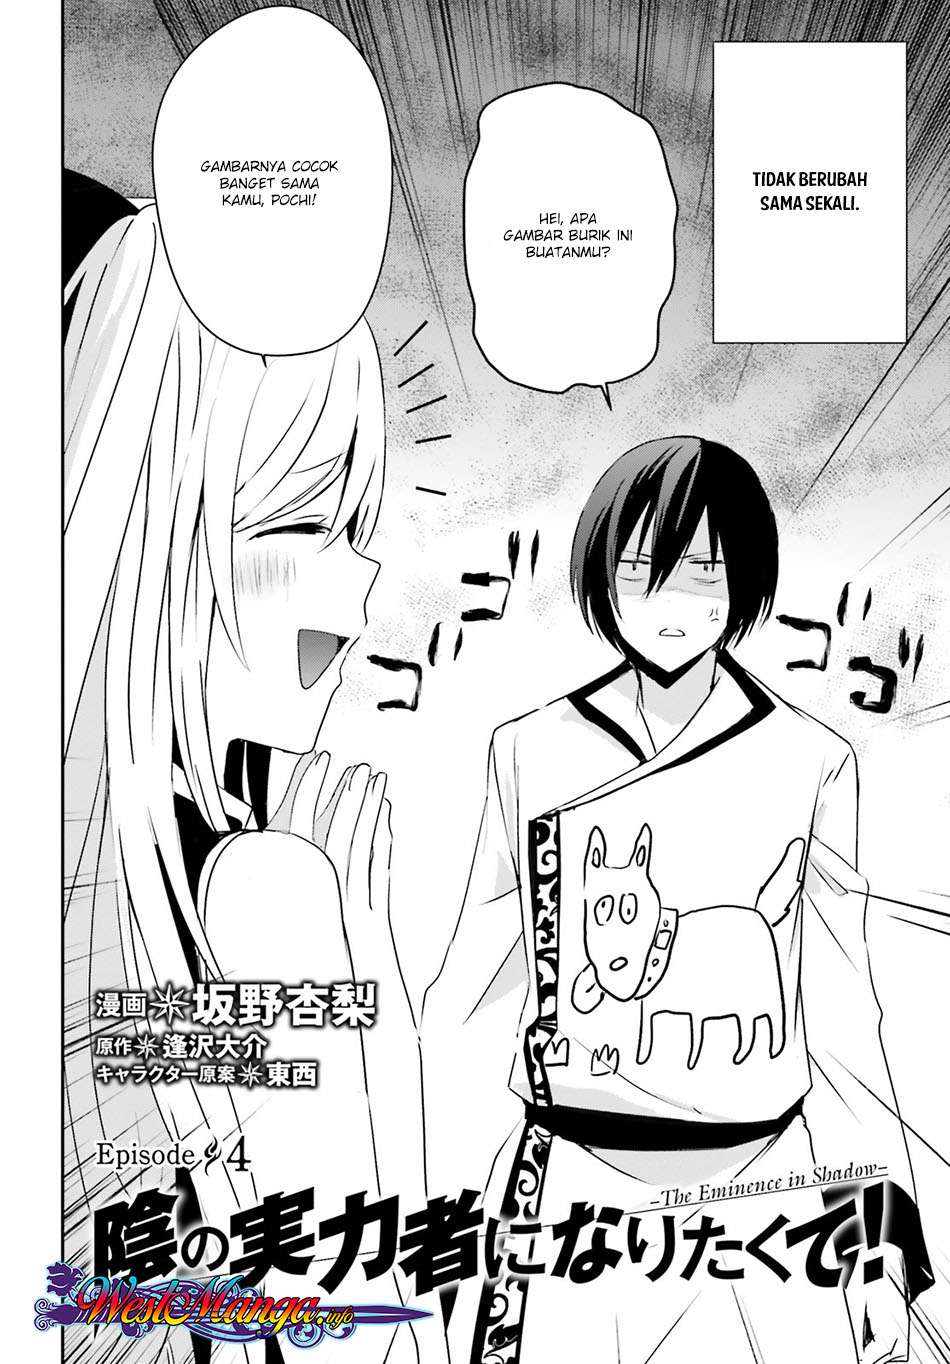 TIDAK BERUBAH
SAMA SEKALI.
HEI, APA
GAMBAR BURIK INI
BUATANMU?
GAMBARNYA COCOK
BANGET SAMA
KAMU, POCHI!
ゴゴ
ゴゴ
漫画 坂野杏梨
原作 逢沢大介
キャラクター原案 東西
Episode 4
–The Eminence in Shadow–
陰の実力者になりたくて!
WestManga.info